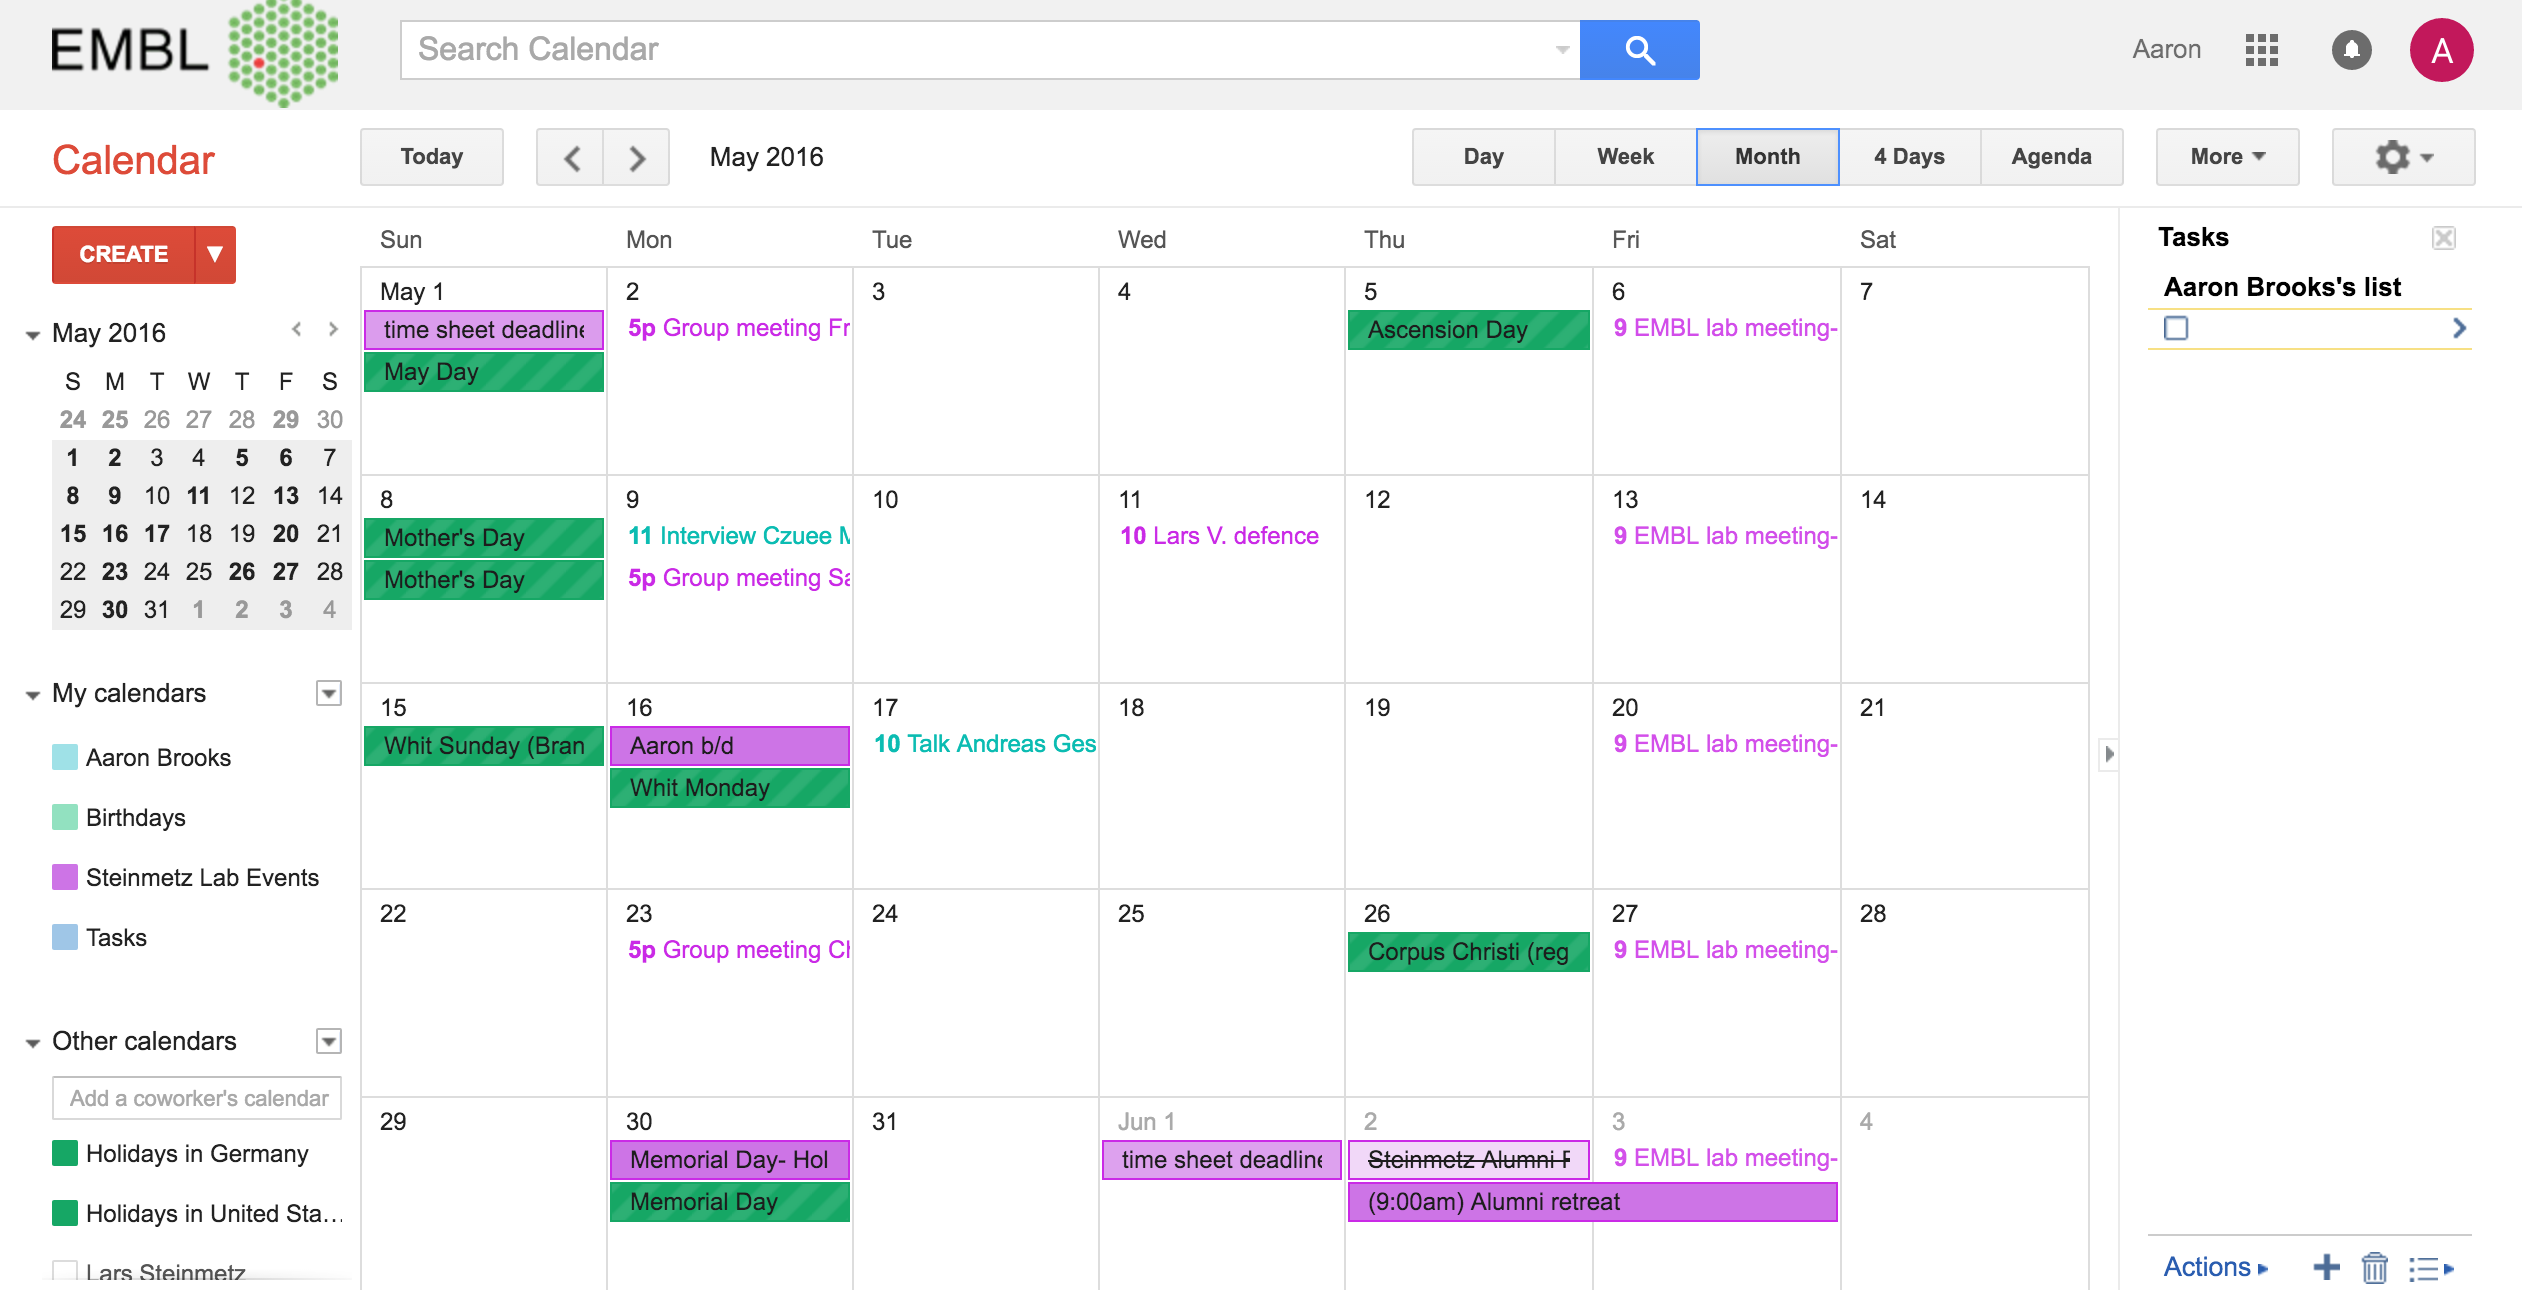 EMBL
Search Calendar
Aaron
A
Calendar
Today
May 2016
Day
Week
Month
4 Days
Agenda
More
CREATE
May 2016
S M T W T F S
24 25 26 27 28 29 30
1 2 3 4 5 6 7
8 9 10 11 12 13 14
15 16 17 18 19 20 21
22 23 24 25 26 27 28
29 30 31 1 2 3 4
My calendars
Aaron Brooks
Birthdays
Steinmetz Lab Events
Tasks
Other calendars
Add a coworker's calendar
Holidays in Germany
Holidays in United Sta...
Lars Steinmetz
Sun Mon Tue Wed Thu Fri Sat
May 1 2 3 4 5 6 7
time sheet deadline
May Day
5p Group meeting Fr
Ascension Day
9 EMBL lab meeting-
8 9 10 11 12 13 14
Mother's Day
Mother's Day
11 Interview Czuee M
5p Group meeting Sa
10 Lars V. defence
9 EMBL lab meeting-
15 16 17 18 19 20 21
Whit Sunday (Bran
Aaron b/d
Whit Monday
10 Talk Andreas Ges
9 EMBL lab meeting-
22 23 24 25 26 27 28
5p Group meeting Ch
Corpus Christi (reg
9 EMBL lab meeting-
29 30 31 Jun 1 2 3 4
Memorial Day- Hol
Memorial Day
time sheet deadline
Steinmetz Alumni
9 EMBL lab meeting-
(9:00am) Alumni retreat
Tasks
Aaron Brooks's list
Actions